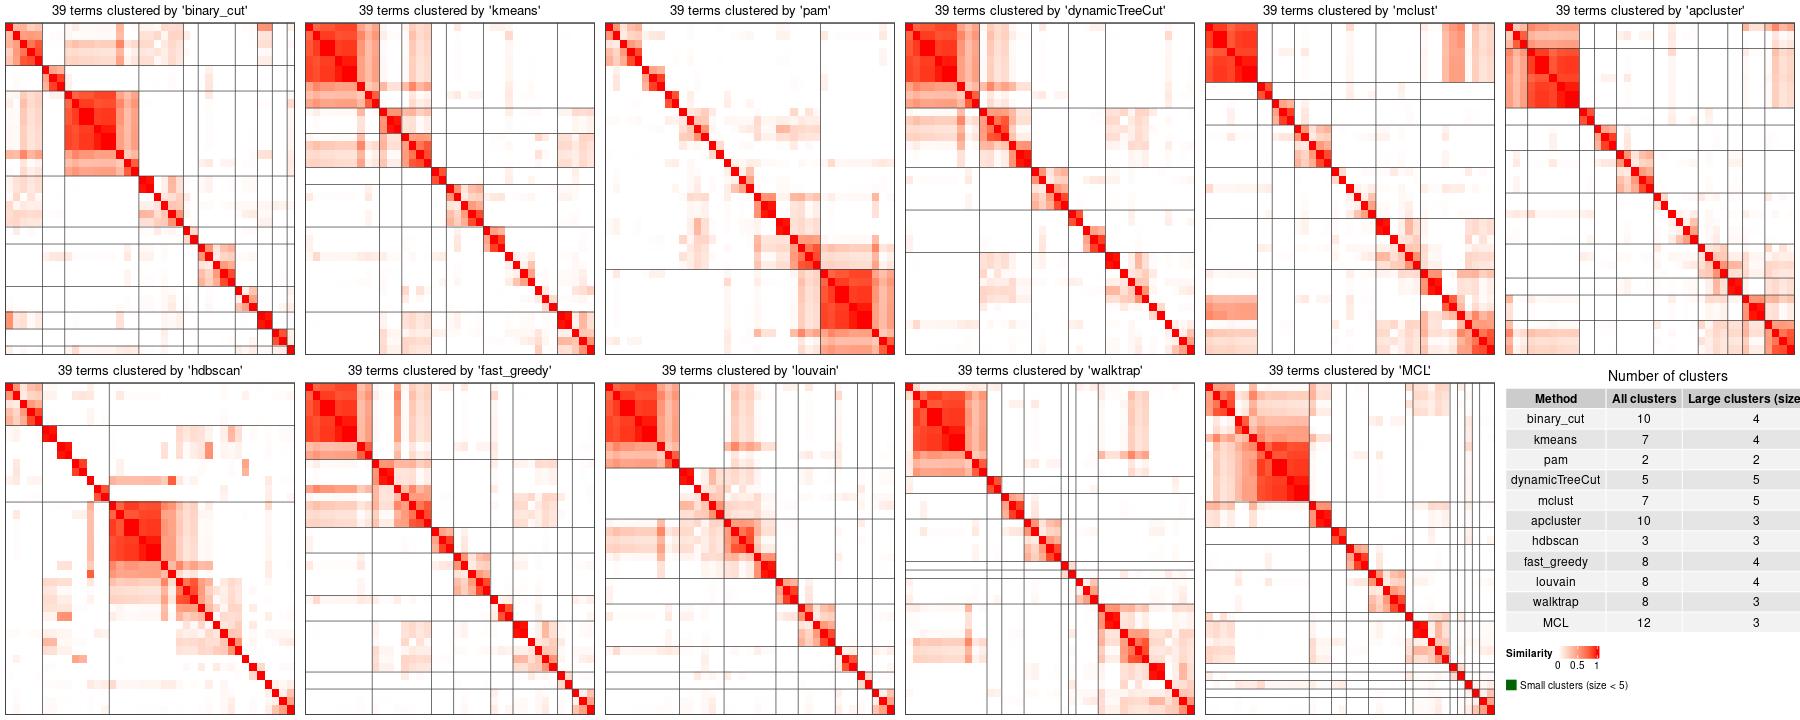 39 terms clustered by 'binary_cut'
39 terms clustered by 'kmeans'
39 terms clustered by 'pam'
39 terms clustered by 'dynamicTreeCut'
39 terms clustered by 'mclust'
39 terms clustered by 'apcluster'
39 terms clustered by 'hdbscan'
39 terms clustered by 'fast_greedy'
39 terms clustered by 'louvain'
39 terms clustered by 'walktrap'
39 terms clustered by 'MCL'
Number of clusters
Method All clusters Large clusters (size
binary_cut 10 4
kmeans 7 4
pam 2 2
dynamicTreeCut 5 5
mclust 7 5
apcluster 10 3
hdbscan 3 3
fast_greedy 8 4
louvain 8 4
walktrap 8 3
MCL 12 3
Similarity
0 0.5 1
Small clusters (size < 5)